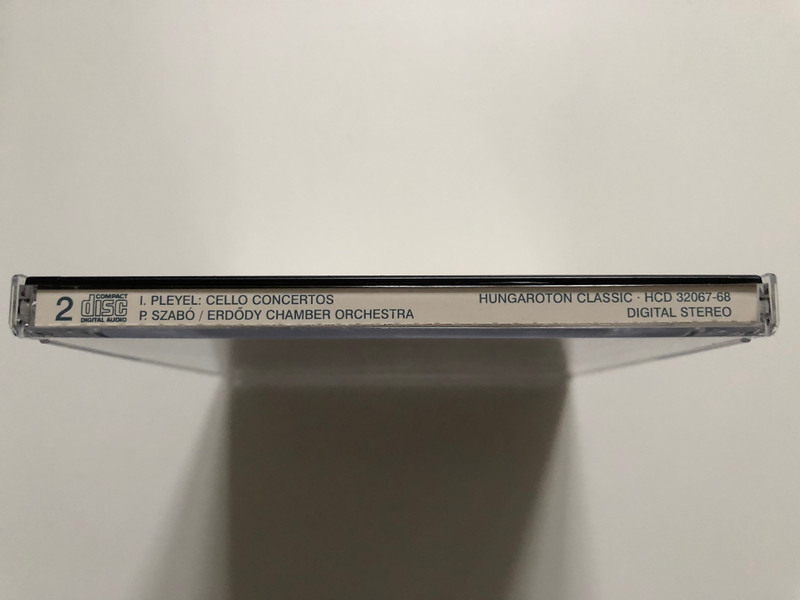 2
COMPACT
disc
DIGITAL AUDIO
I. PLEYEL: CELLO CONCERTOS
P. SZABÓ / ERDŐDY CHAMBER ORCHESTRA
HUNGAROTON CLASSIC · HCD 32067-68
DIGITAL STEREO